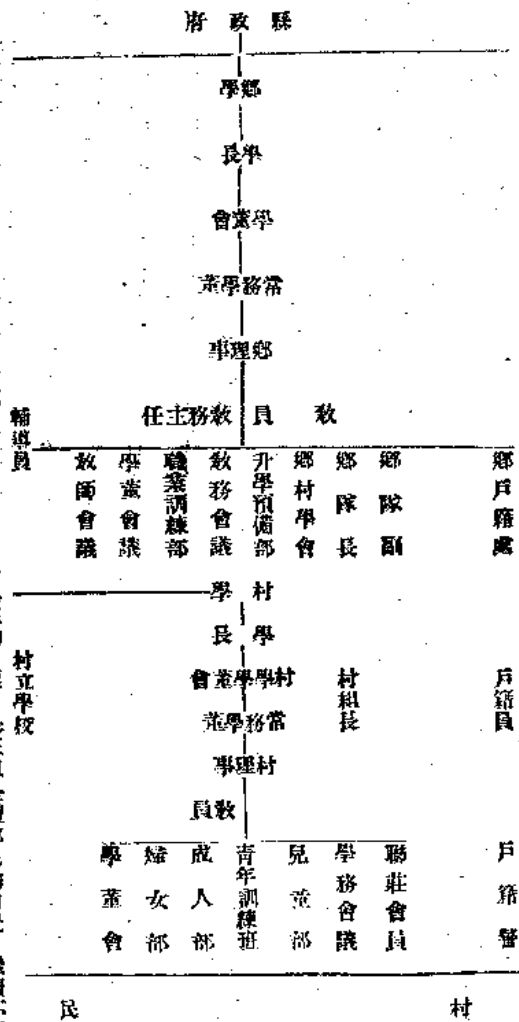 縣政府
鄉學
學長
學董會
常務學董
鄉理事
教員
教務主任
輔導員
鄉戶籍處
鄉隊副
鄉隊長
鄉村學會
升學預備部
教務會議
職業訓練部
學董會議
教師會議
村學
學長
村學學董會
常務學董
村理事
教員
村組長
戶籍員
村立學校
戶籍警
聯莊會員
學務會議
兒童部
青年訓練班
成人部
婦女部
學董會
村民